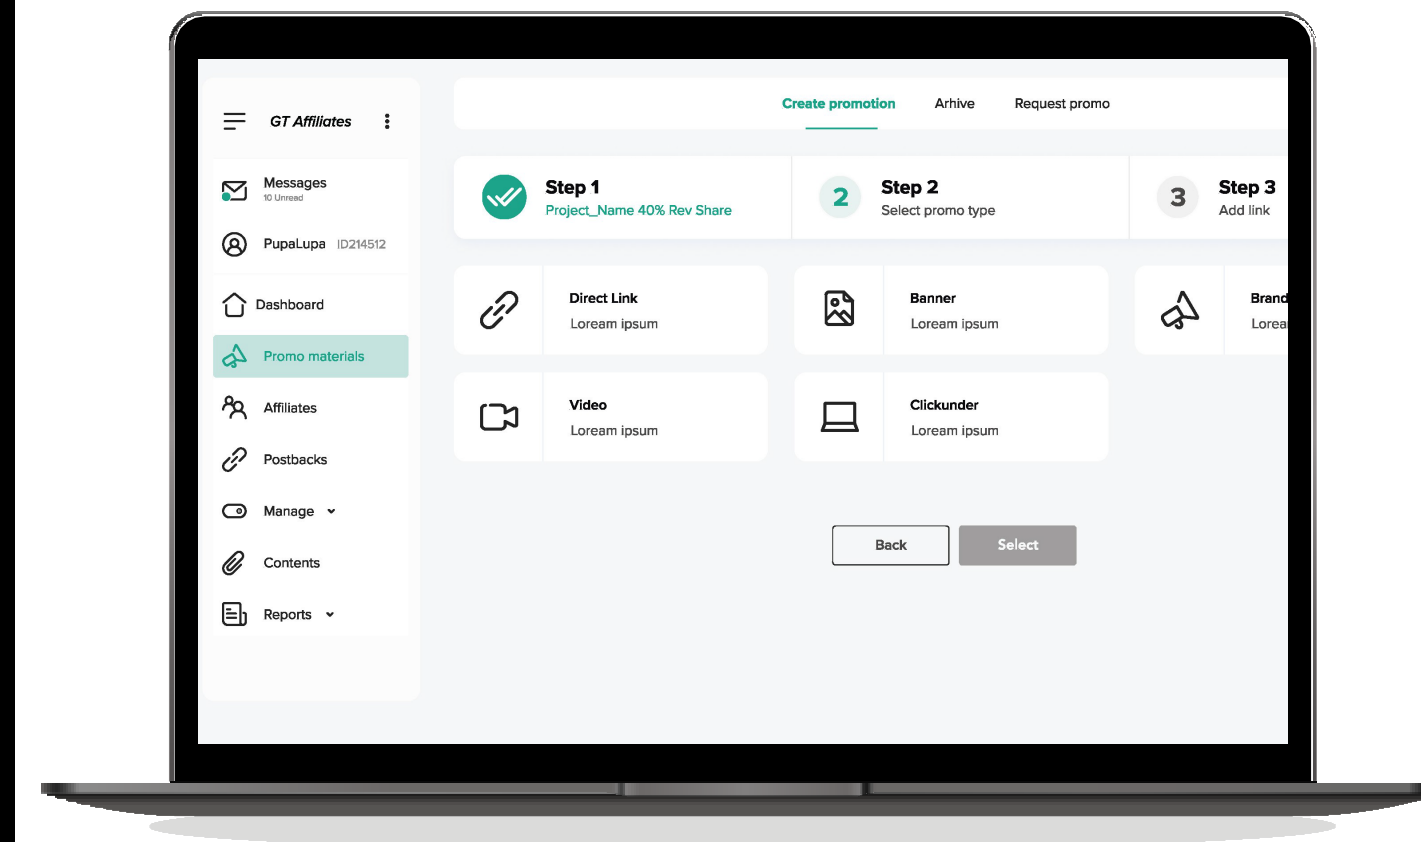 GT Affiliates
Messages
10 Unread
PupaLupa ID214512
Dashboard
Promo materials
Affiliates
Postbacks
Manage
Contents
Reports
Create promotion Arhive Request promo
Step 1
Project_Name 40% Rev Share
2
Step 2
Select promo type
3
Step 3
Add link
Direct Link
Loream ipsum
Banner
Loream ipsum
Brand
Lorea
Video
Loream ipsum
Clickunder
Loream ipsum
Back
Select